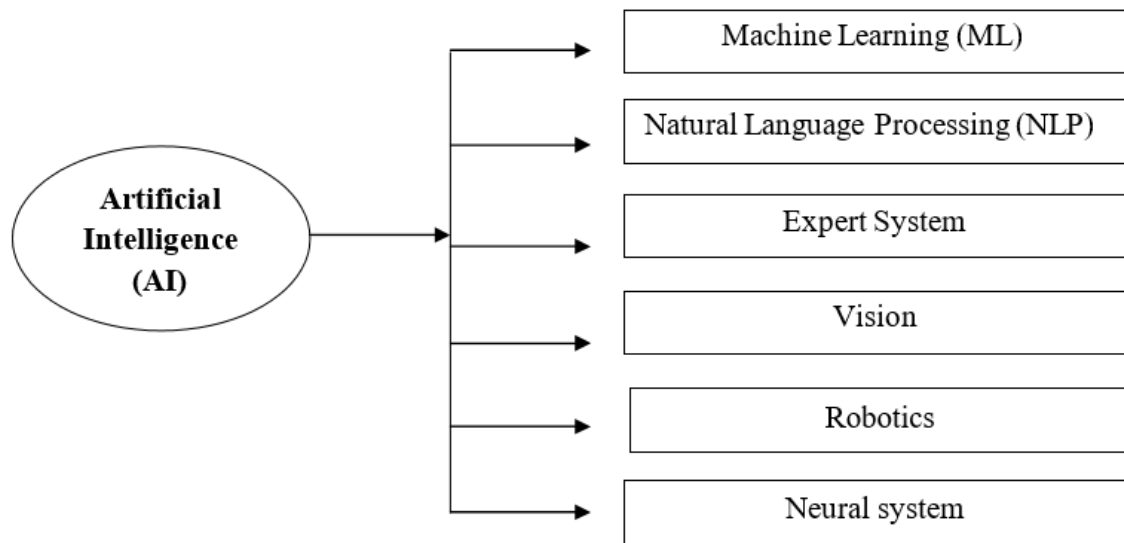 Artificial
Intelligence
(AI)
Machine Learning (ML)
Natural Language Processing (NLP)
Expert System
Vision
Robotics
Neural system